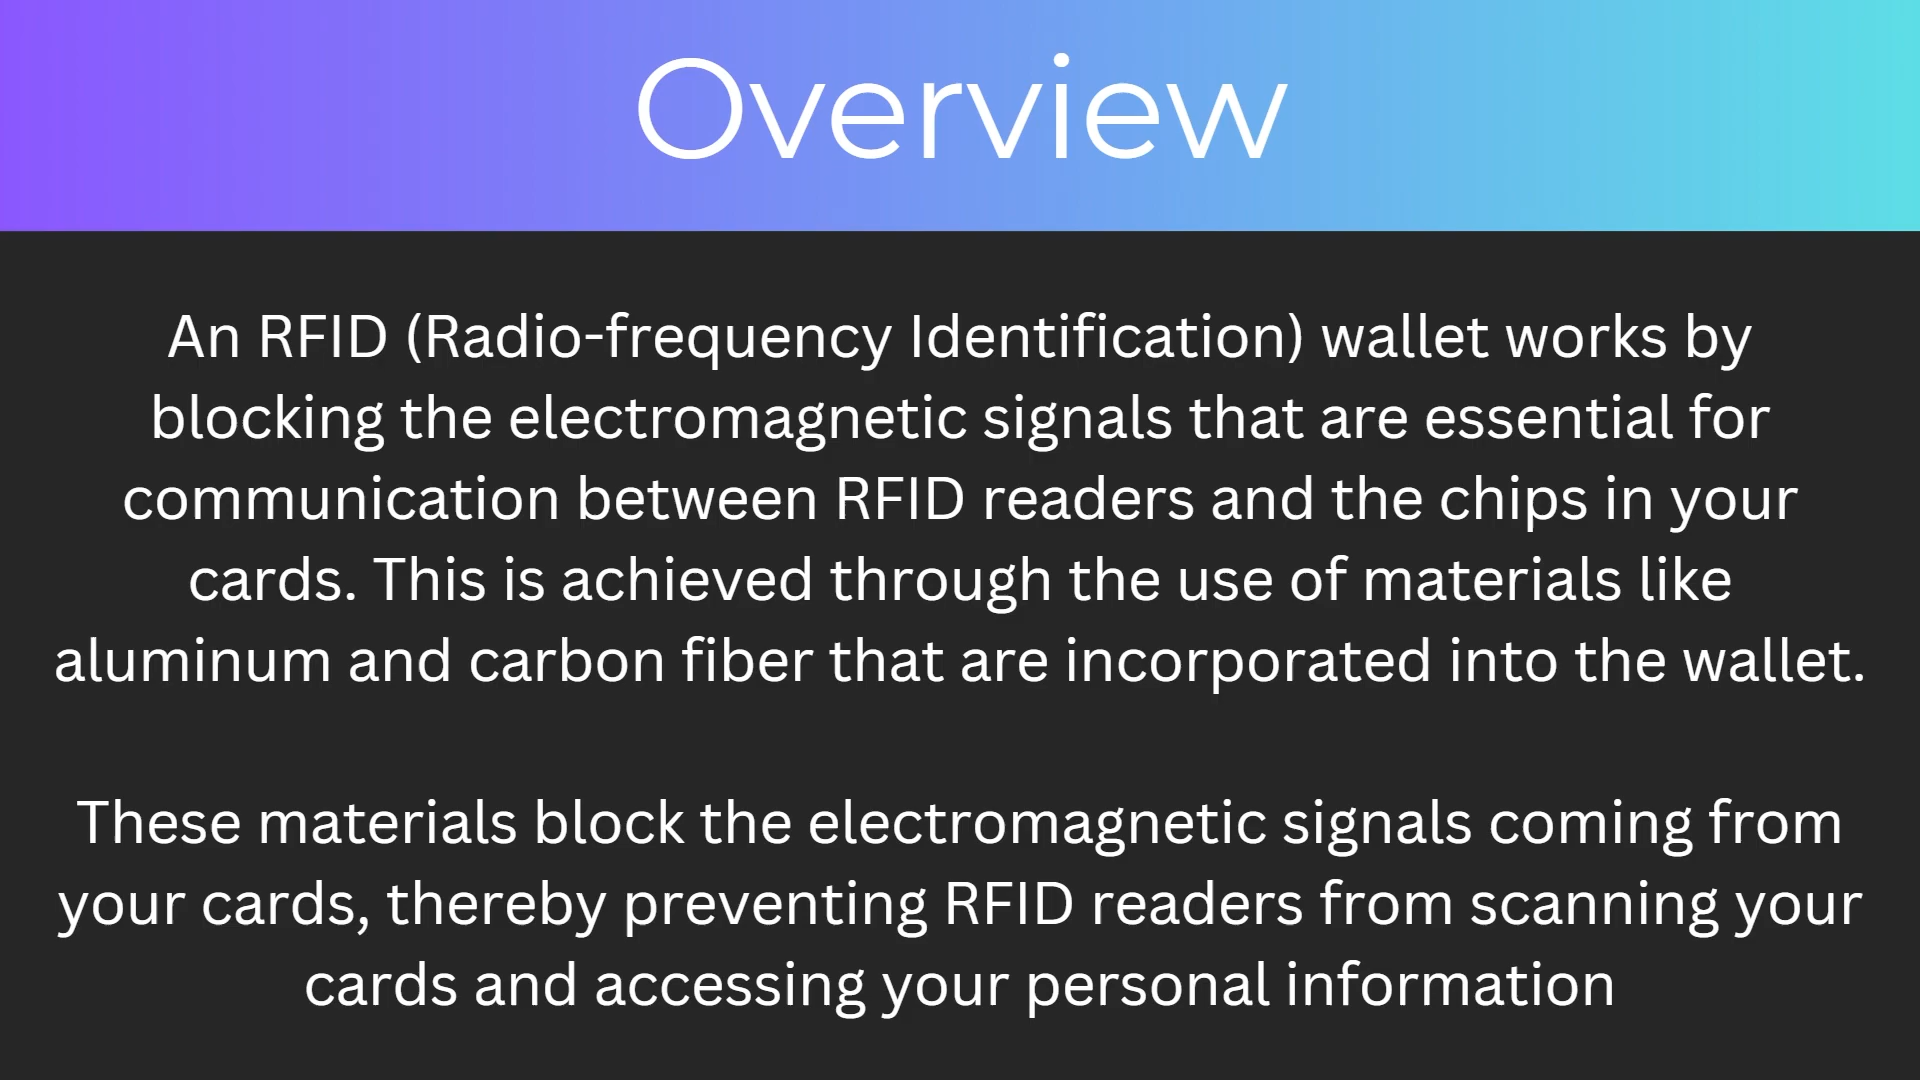 Overview
An RFID (Radio-frequency Identification) wallet works by
blocking the electromagnetic signals that are essential for
communication between RFID readers and the chips in your
cards. This is achieved through the use of materials like
aluminum and carbon fiber that are incorporated into the wallet.
These materials block the electromagnetic signals coming from
your cards, thereby preventing RFID readers from scanning your
cards and accessing your personal information